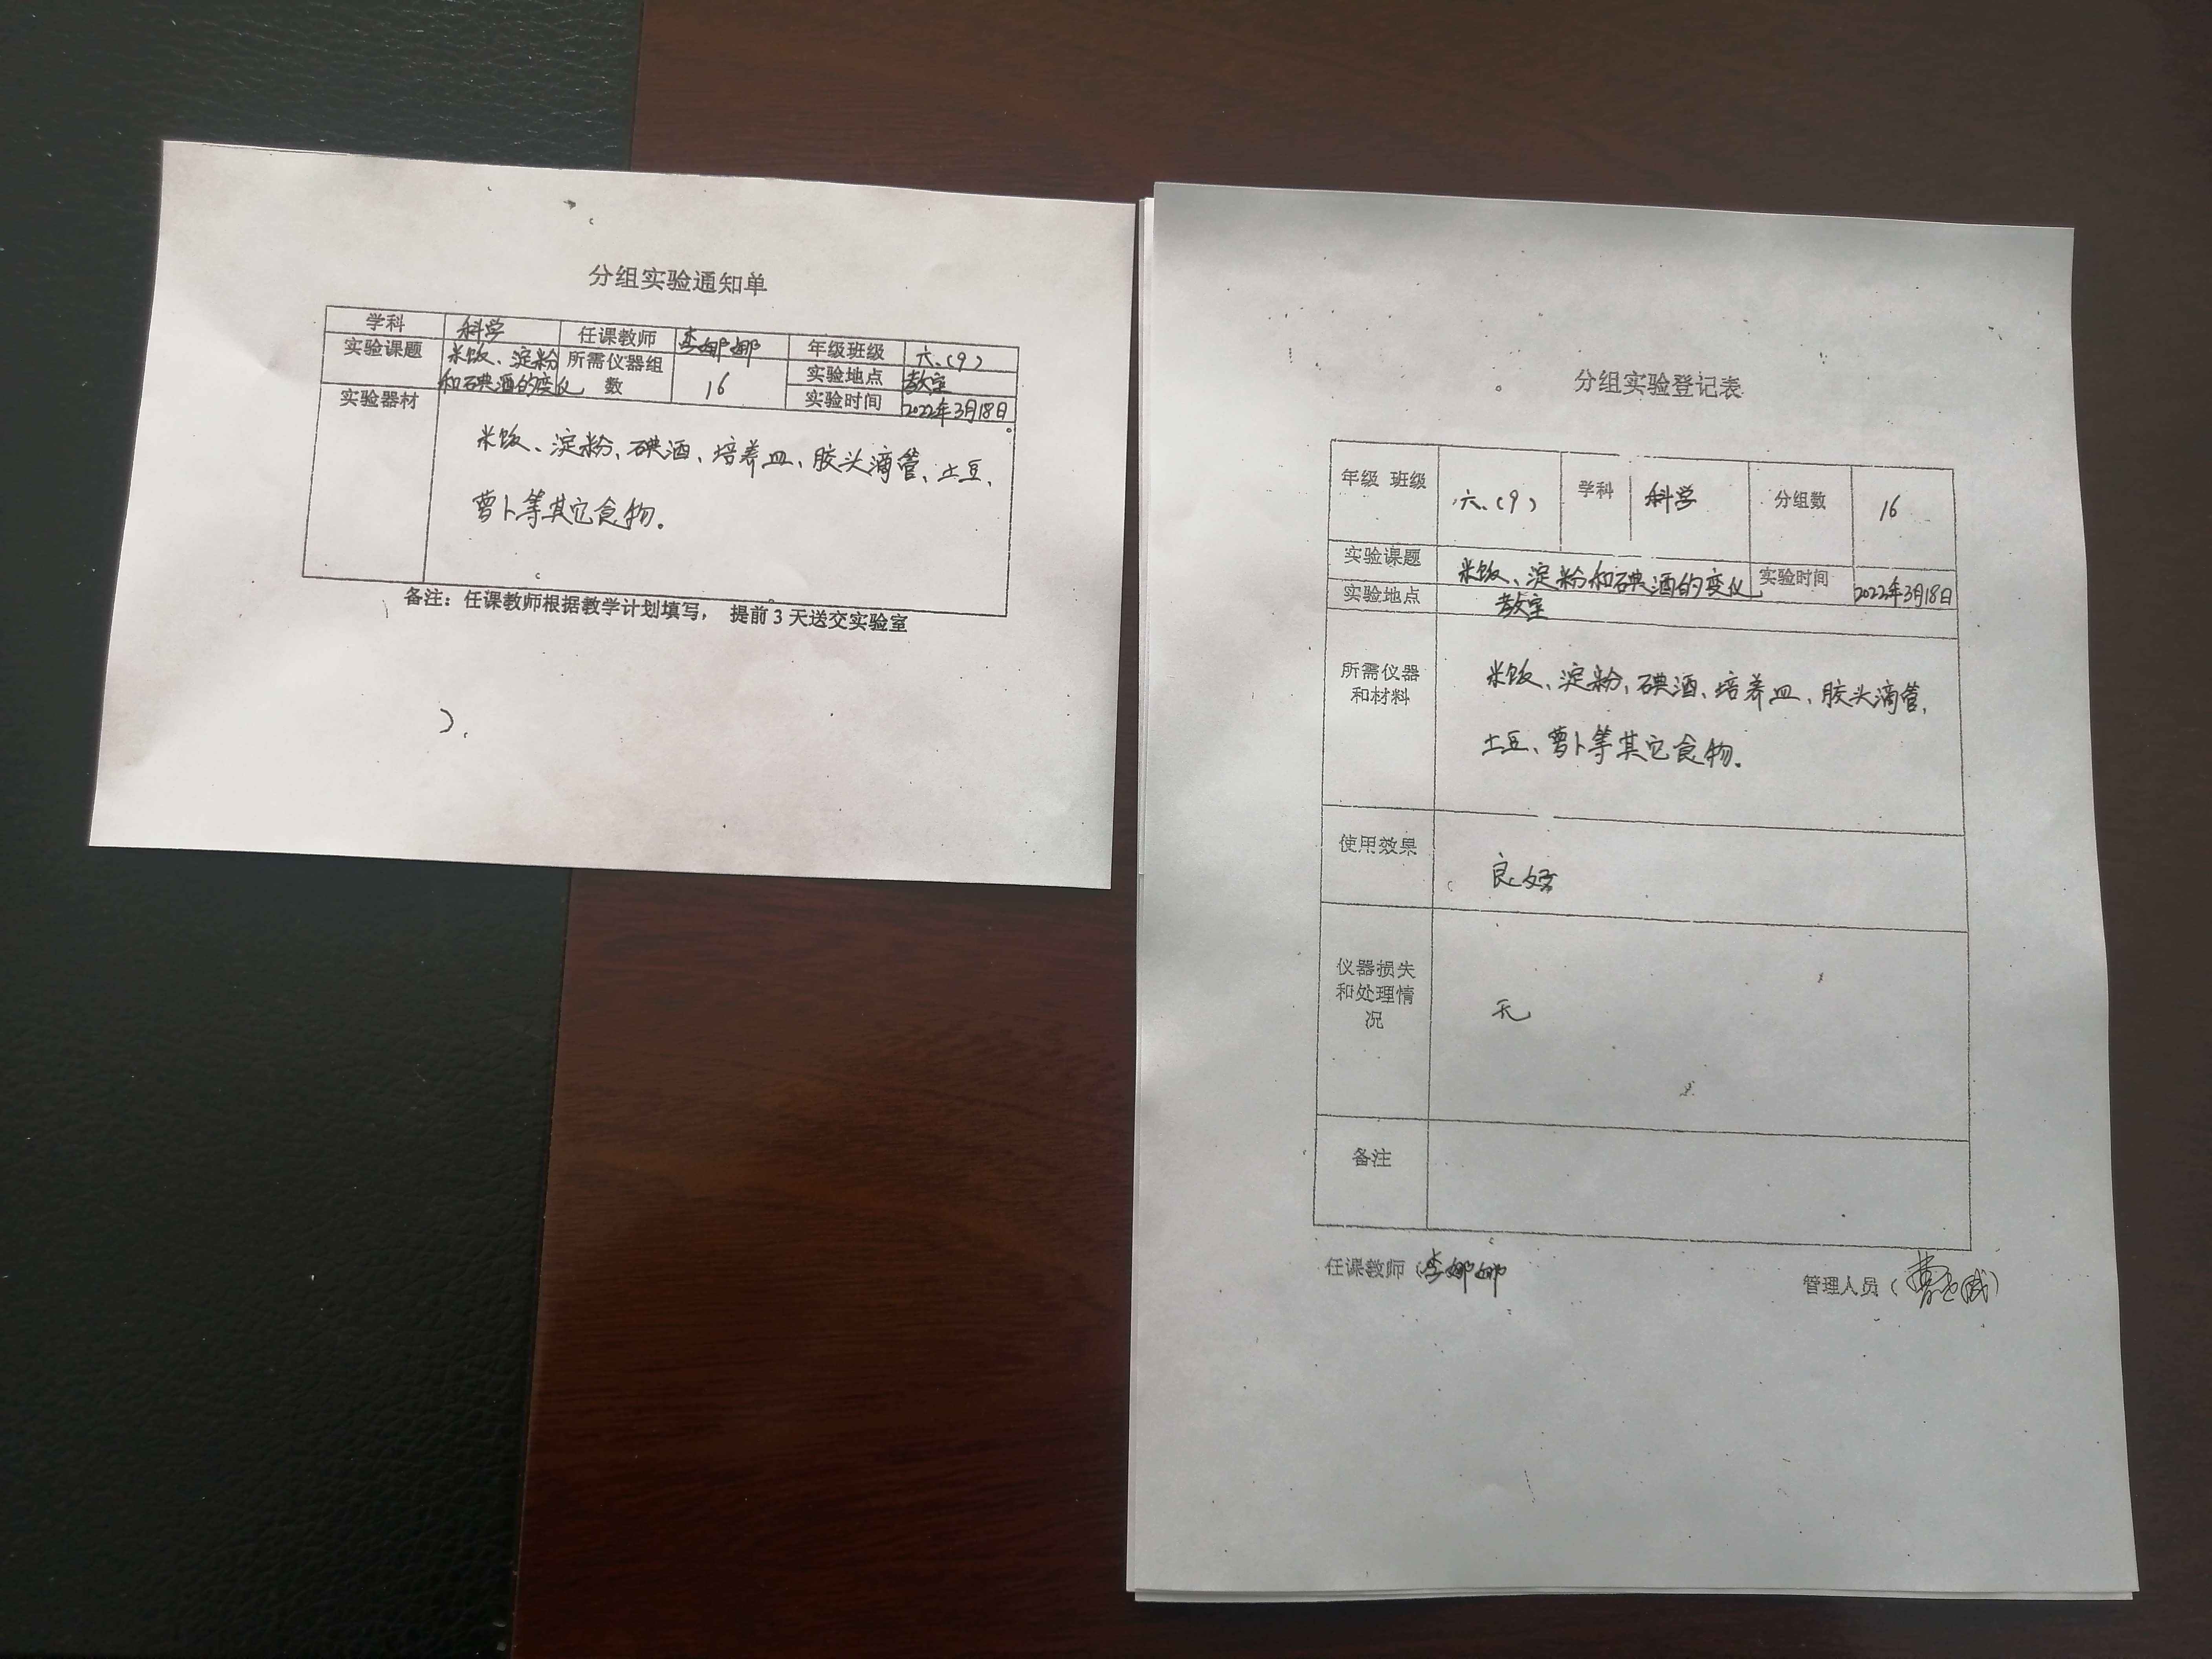 分组实验通知单
学科 科学 任课教师 李娜娜 年级班级 六.(9)
实验课题 米饭、淀粉和碘酒的变化 所需仪器组数 16 实验地点 教室
实验时间 2022年3月18日
实验器材 米饭、淀粉、碘酒、培养皿、胶头滴管、土豆、
萝卜等其它食物。
备注：任课教师根据教学计划填写， 提前3天送交实验室
分组实验登记表
年级 班级 六.(9) 学科 科学 分组数 16
实验课题 米饭、淀粉和碘酒的变化 实验时间 2022年3月18日
实验地点 教室
所需仪器和材料 米饭、淀粉、碘酒、培养皿、胶头滴管、
土豆、萝卜等其它食物。
使用效果 良好
仪器损失和处理情况 无
备注
任课教师（李娜娜 管理人员（